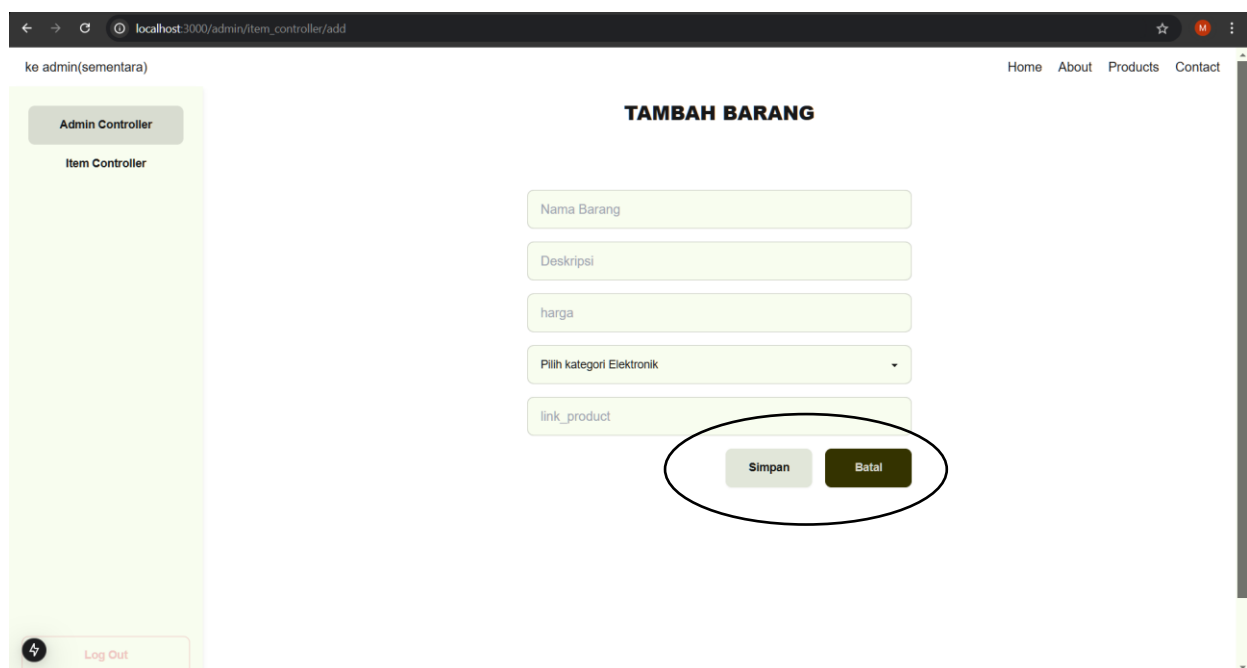 localhost:3000/admin/item_controller/add
M
ke admin(sementara)
Home About Products Contact
Admin Controller
Item Controller
TAMBAH BARANG
Nama Barang
Deskripsi
harga
Pilih kategori Elektronik
link_product
Simpan Batal
Log Out